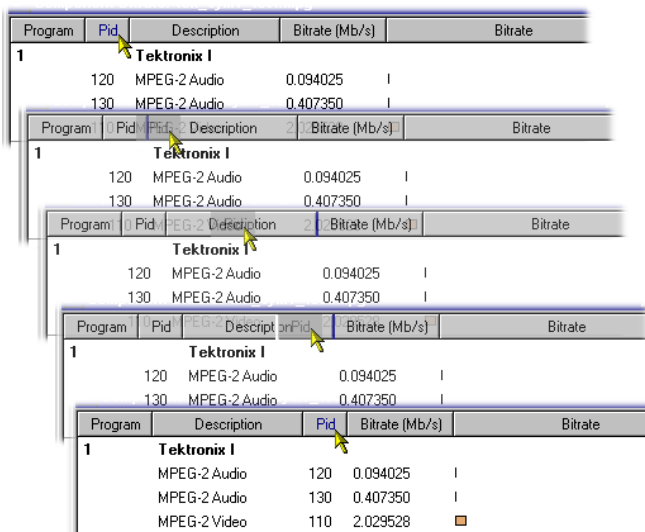 Program Pid Description Bitrate (Mb/s) Bitrate
1 Tektronix I
120 MPEG-2 Audio 0.094025
130 MPEG-2 Audio 0.407350
Program Pid Pid Description Bitrate (Mb/s) Bitrate
1 Tektronix I
120 MPEG-2 Audio 0.094025
130 MPEG-2 Audio 0.407350
Program Pid Description Bitrate (Mb/s) Bitrate
1 Tektronix I
120 MPEG-2 Audio 0.094025
130 MPEG-2 Audio 0.407350
Program Pid Description Pid Bitrate (Mb/s) Bitrate
1 Tektronix I
120 MPEG-2 Audio 0.094025
130 MPEG-2 Audio 0.407350
Program Description Pid Bitrate (Mb/s) Bitrate
1 Tektronix I
MPEG-2 Audio 120 0.094025
MPEG-2 Audio 130 0.407350
MPEG-2 Video 110 2.029528